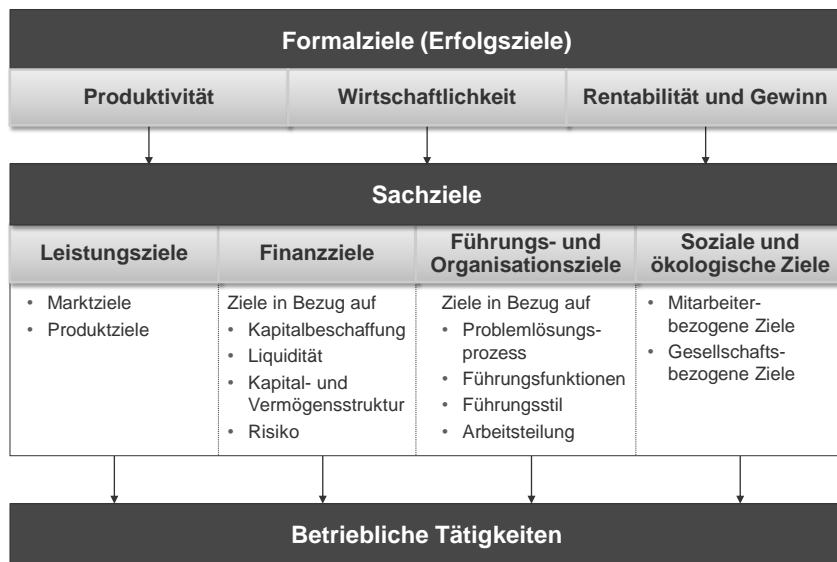 Formalziele (Erfolgsziele)
Produktivität
Wirtschaftlichkeit
Rentabilität und Gewinn
Sachziele
Leistungsziele
Finanzziele
Führungs- und
Organisationsziele
Soziale und
ökologische Ziele
• Marktziele
• Produktziele
Ziele in Bezug auf
• Kapitalbeschaffung
• Liquidität
• Kapital- und
Vermögensstruktur
• Risiko
Ziele in Bezug auf
• Problemlösungs-
prozess
• Führungsfunktionen
• Führungsstil
• Arbeitsteilung
• Mitarbeiter-
bezogene Ziele
• Gesellschafts-
bezogene Ziele
Betriebliche Tätigkeiten